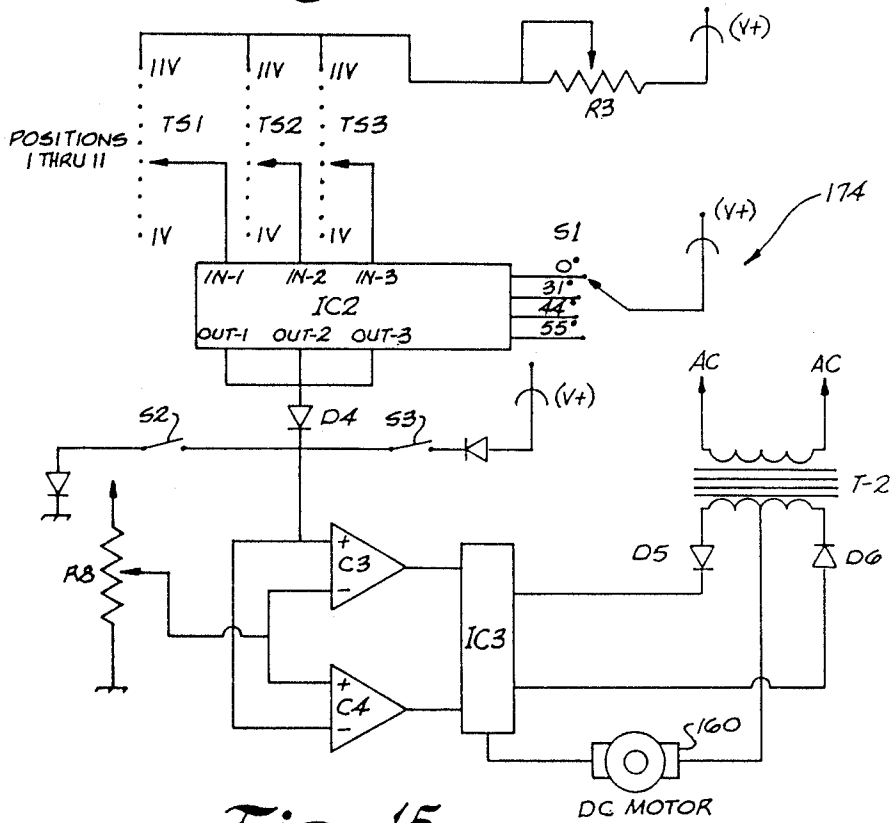 (V+)
11V 11V 11V
R3
TS1 TS2 TS3
POSITIONS
1 THRU 11
174
(V+)
1V 1V 1V
S1
0°
IN-1 IN-2 IN-3
31°
IC2
44°
OUT-1 OUT-2 OUT-3
55°
AC AC
(V+)
S2 D4 S3
T-2
+
C3
-
D5 D6
R8
IC3
+
C4
-
160
DC MOTOR
Fig. 15